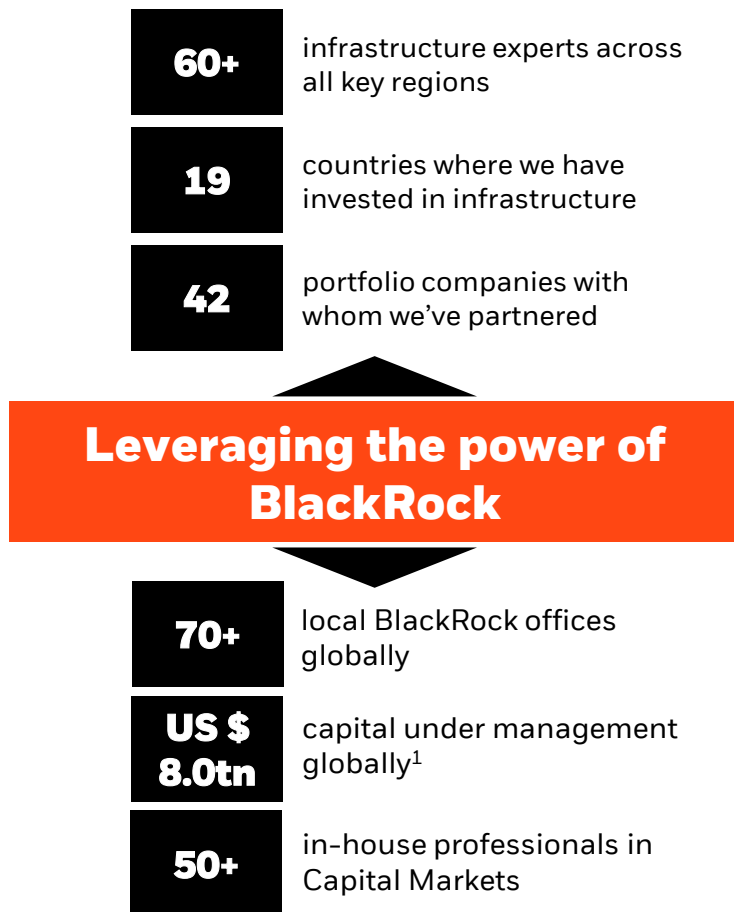 60+
infrastructure experts across
all key regions
19
countries where we have
invested in infrastructure
42
portfolio companies with
whom we’ve partnered
Leveraging the power of
BlackRock
70+
local BlackRock offices
globally
US $
8.0tn
capital under management
globally¹
50+
in-house professionals in
Capital Markets